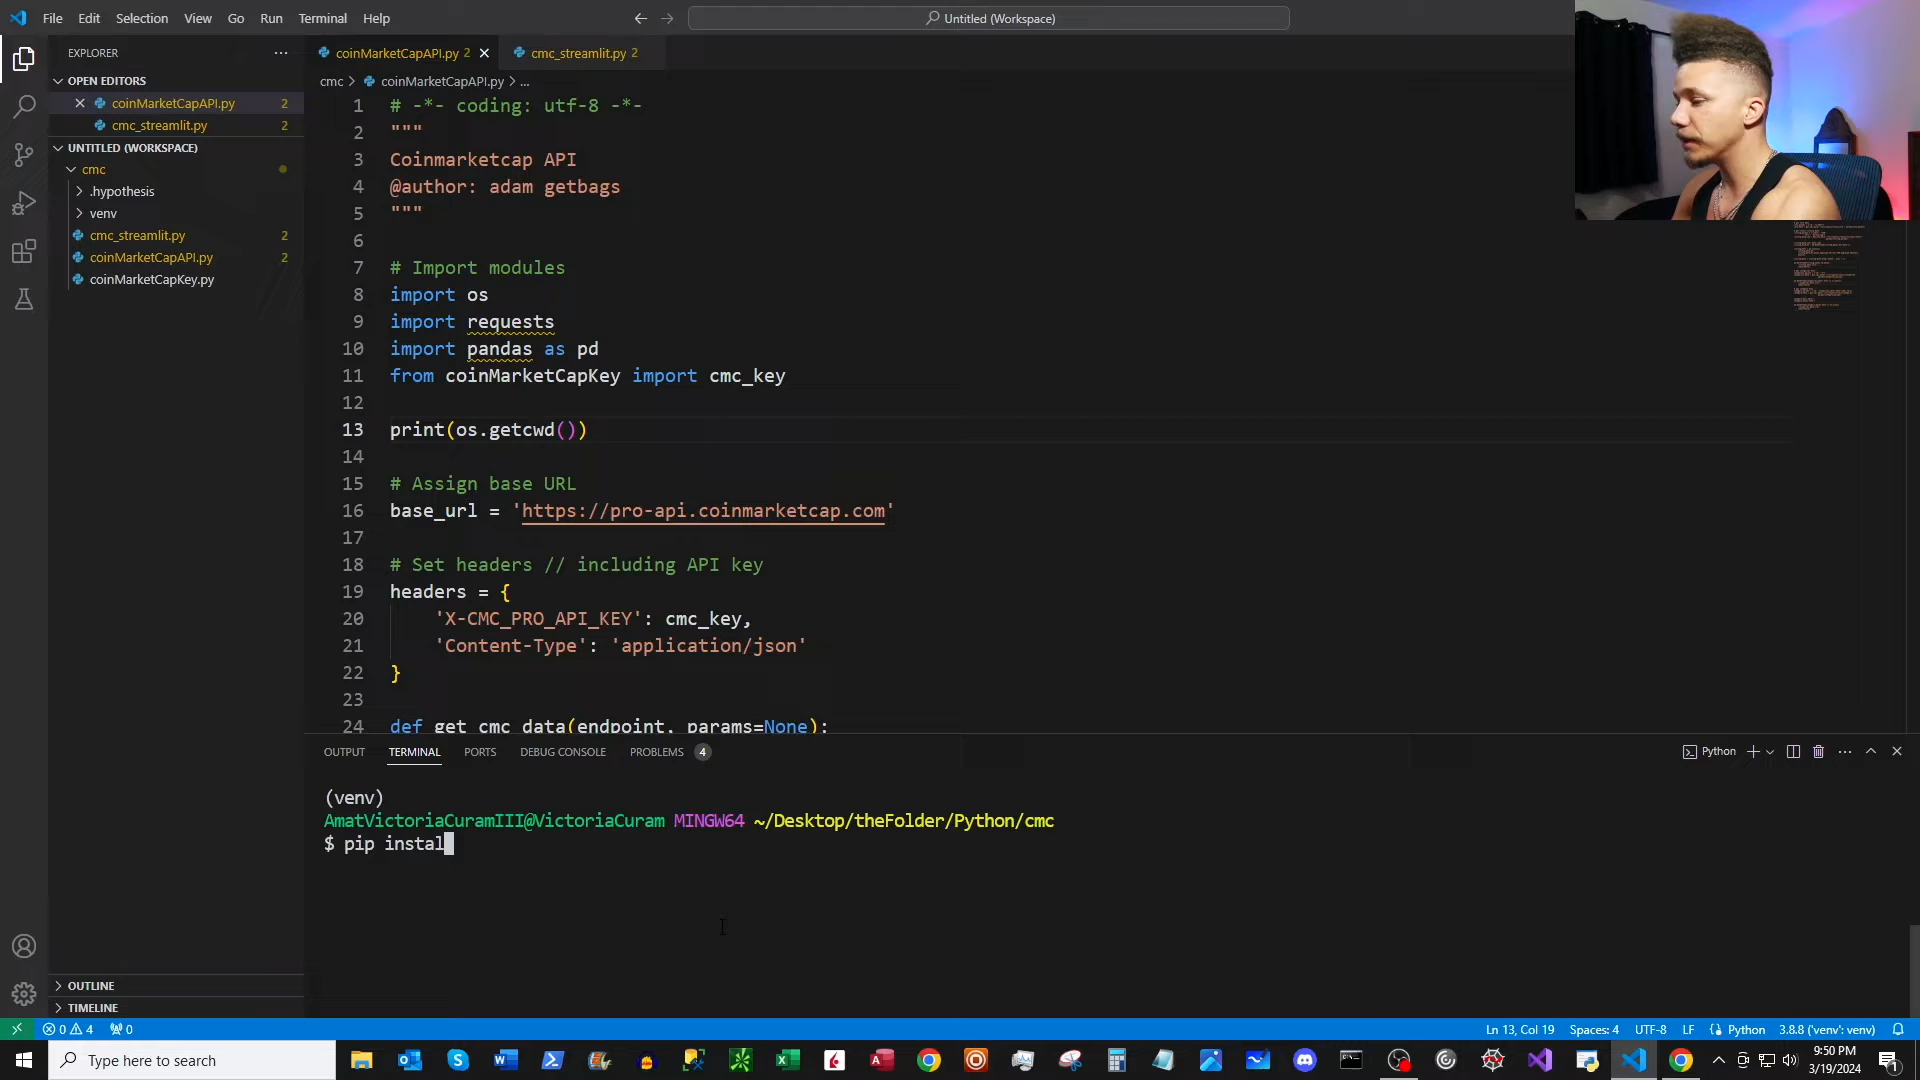 File Edit Selection View Go Run Terminal Help
Untitled (Workspace)
EXPLORER
coinMarketCapAPI.py 2
cmc_streamlit.py 2
OPEN EDITORS
coinMarketCapAPI.py 2
cmc_streamlit.py 2
UNTITLED (WORKSPACE)
cmc
.hypothesis
venv
cmc_streamlit.py 2
coinMarketCapAPI.py 2
coinMarketCapKey.py
OUTLINE
TIMELINE
cmc > coinMarketCapAPI.py > ...
1 # -*- coding: utf-8 -*-
2 """
3 Coinmarketcap API
4 @author: adam getbags
5 """
6
7 # Import modules
8 import os
9 import requests
10 import pandas as pd
11 from coinMarketCapKey import cmc_key
12
13 print(os.getcwd())
14
15 # Assign base URL
16 base_url = 'https://pro-api.coinmarketcap.com'
17
18 # Set headers // including API key
19 headers = {
20 'X-CMC_PRO_API_KEY': cmc_key,
21 'Content-Type': 'application/json'
22 }
23
24 def get_cmc_data(endpoint, params=None):
OUTPUT TERMINAL PORTS DEBUG CONSOLE PROBLEMS 4
Python
(venv)
AmatVictoriaCuramIII@VictoriaCuram MINGW64 ~/Desktop/theFolder/Python/cmc
$ pip instal
0 4 0
Ln 13, Col 19 Spaces: 4 UTF-8 LF Python 3.8.8 ('venv': venv)
Type here to search
9:50 PM
3/19/2024
1